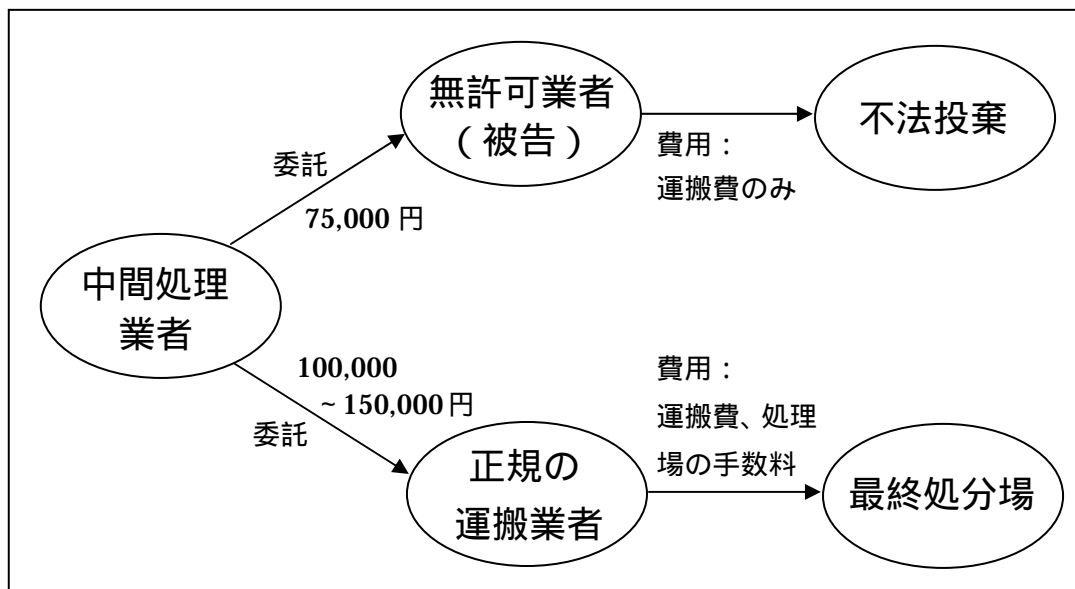 無許可業者
（被告）
不法投棄
費用：
運搬費のみ
委託
75,000 円
中間処理
業者
100,000
~150,000円
委託
費用：
運搬費、処理
場の手数料
正規の
運搬業者
最終処分場